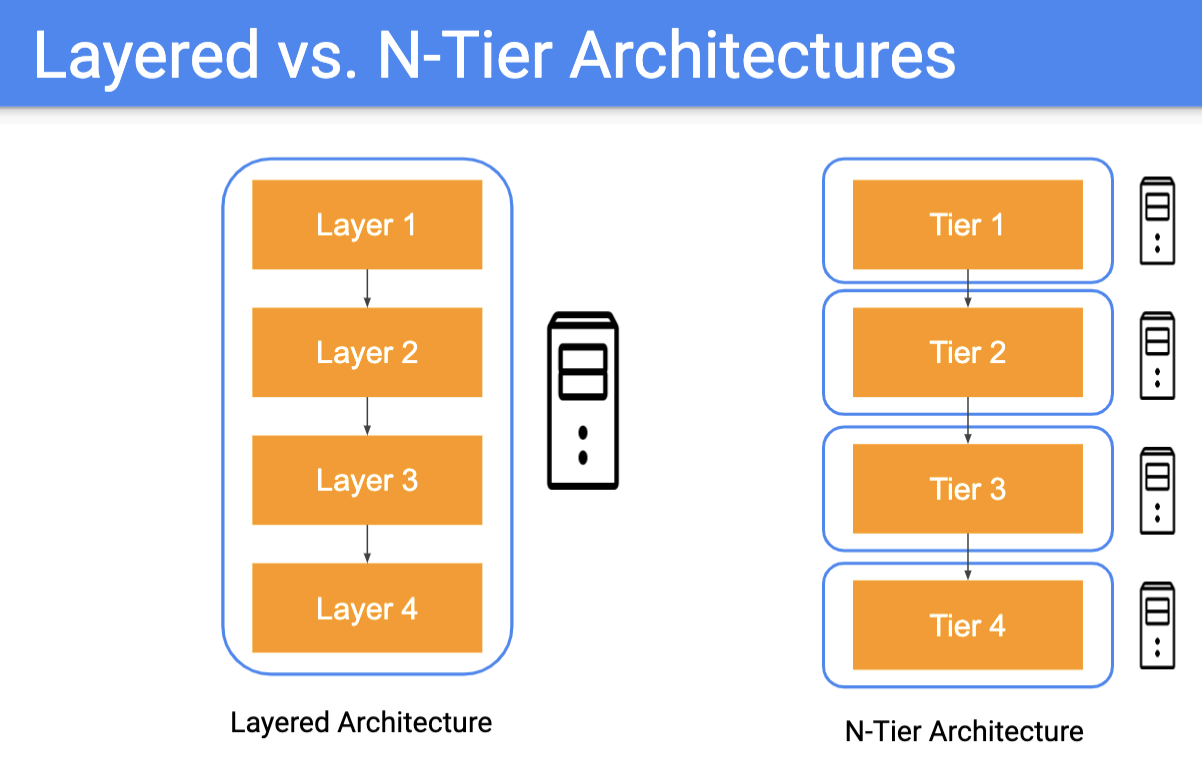 Layered vs. N-Tier Architectures
Layer 1
Layer 2
Layer 3
Layer 4
Layered Architecture
Tier 1
Tier 2
Tier 3
Tier 4
N-Tier Architecture